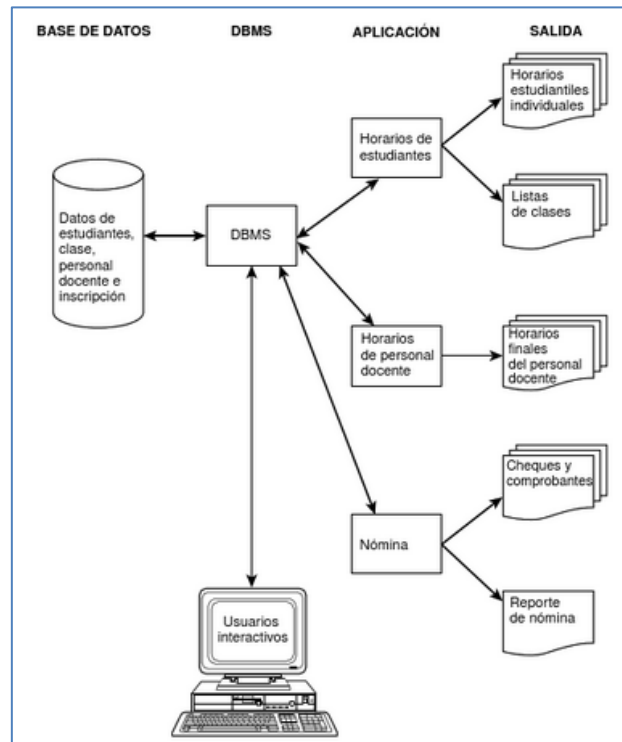 BASE DE DATOS
DBMS
APLICACIÓN
SALIDA
Horarios
estudiantiles
individuales
Horarios de
estudiantes
Listas
de clases
Datos de
estudiantes,
clase,
personal
docente e
inscripción
DBMS
Horarios
de personal
docente
Horarios
finales
del personal
docente
Cheques y
comprobantes
Nómina
Reporte
de nómina
Usuarios
interactivos